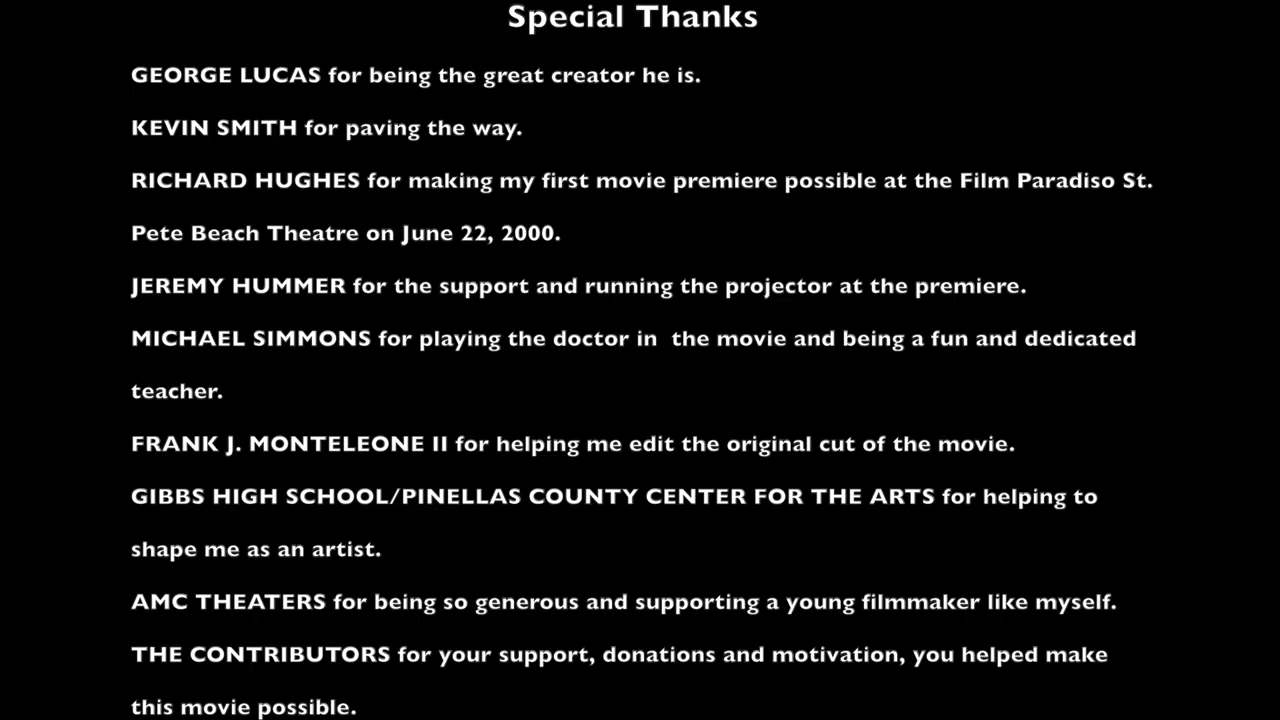 Special Thanks
GEORGE LUCAS for being the great creator he is.
KEVIN SMITH for paving the way.
RICHARD HUGHES for making my first movie premiere possible at the Film Paradiso St.
Pete Beach Theatre on June 22, 2000.
JEREMY HUMMER for the support and running the projector at the premiere.
MICHAEL SIMMONS for playing the doctor in  the movie and being a fun and dedicated
teacher.
FRANK J. MONTELEONE II for helping me edit the original cut of the movie.
GIBBS HIGH SCHOOL/PINELLAS COUNTY CENTER FOR THE ARTS for helping to
shape me as an artist.
AMC THEATERS for being so generous and supporting a young filmmaker like myself.
THE CONTRIBUTORS for your support, donations and motivation, you helped make
this movie possible.